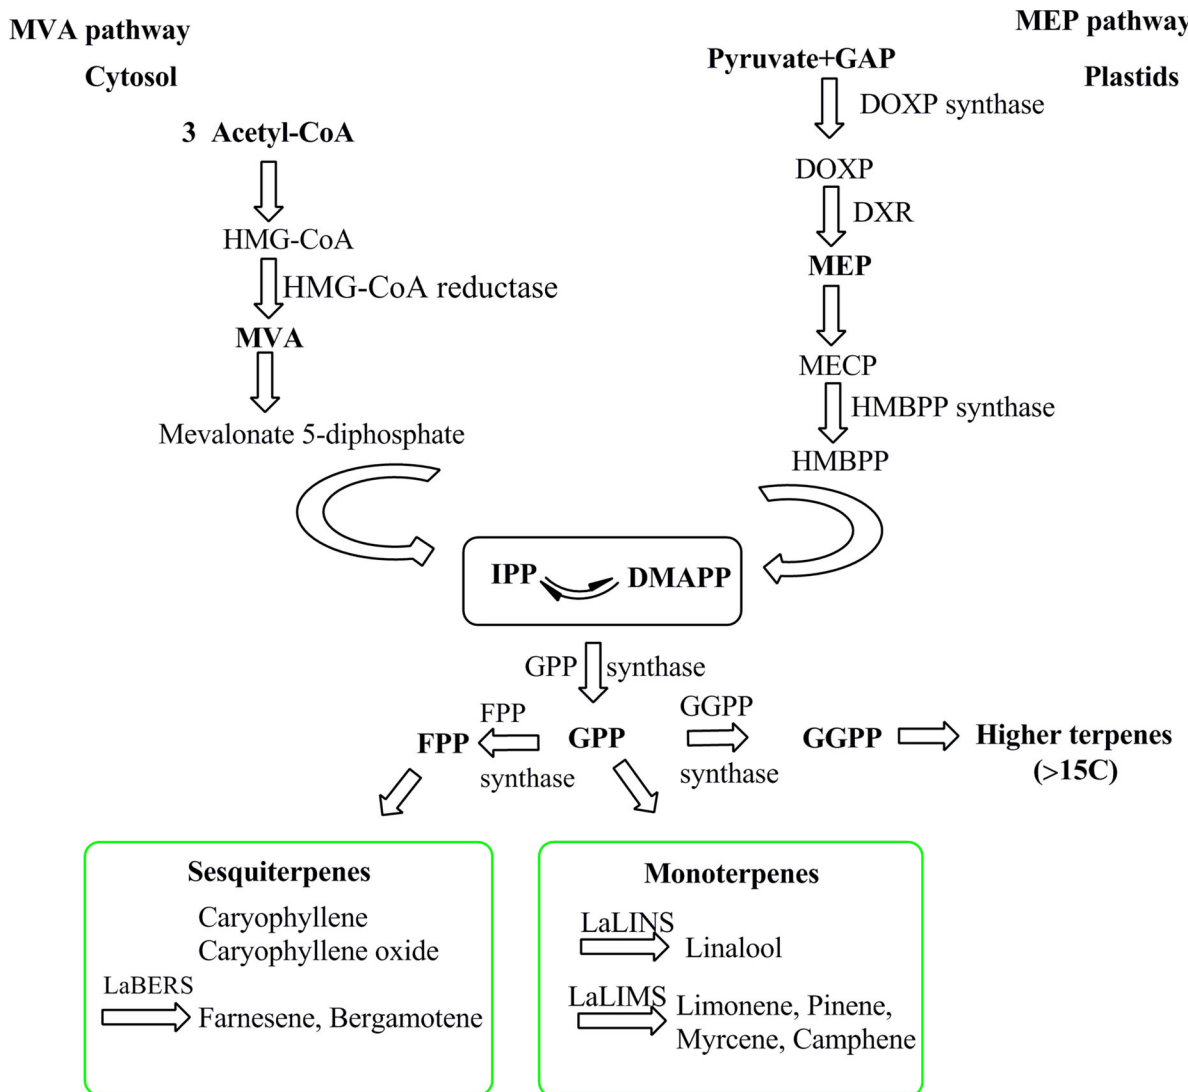 MVA pathway
Cytosol
3 Acetyl-CoA
HMG-CoA
HMG-CoA reductase
MVA
Mevalonate 5-diphosphate
MEP pathway
Plastids
Pyruvate+GAP
DOXP synthase
DOXP
DXR
MEP
MECP
HMBPP synthase
HMBPP
IPP DMAPP
GPP synthase
FPP
synthase
GGPP
synthase
FPP GPP GGPP Higher terpenes
(>15C)
Sesquiterpenes
Caryophyllene
Caryophyllene oxide
LaBERS
Farnesene, Bergamotene
Monoterpenes
LaLINS
Linalool
LaLIMS
Limonene, Pinene,
Myrcene, Camphene